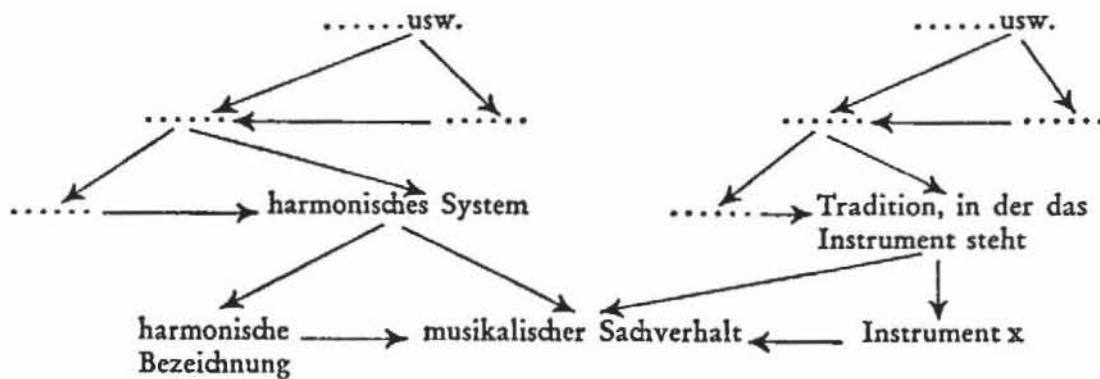 ......usw. ......usw.
...... ...... ...... ......
...... harmonisches System ...... Tradition, in der das
Instrument steht
harmonische musikalischer Sachverhalt Instrument x
Bezeichnung